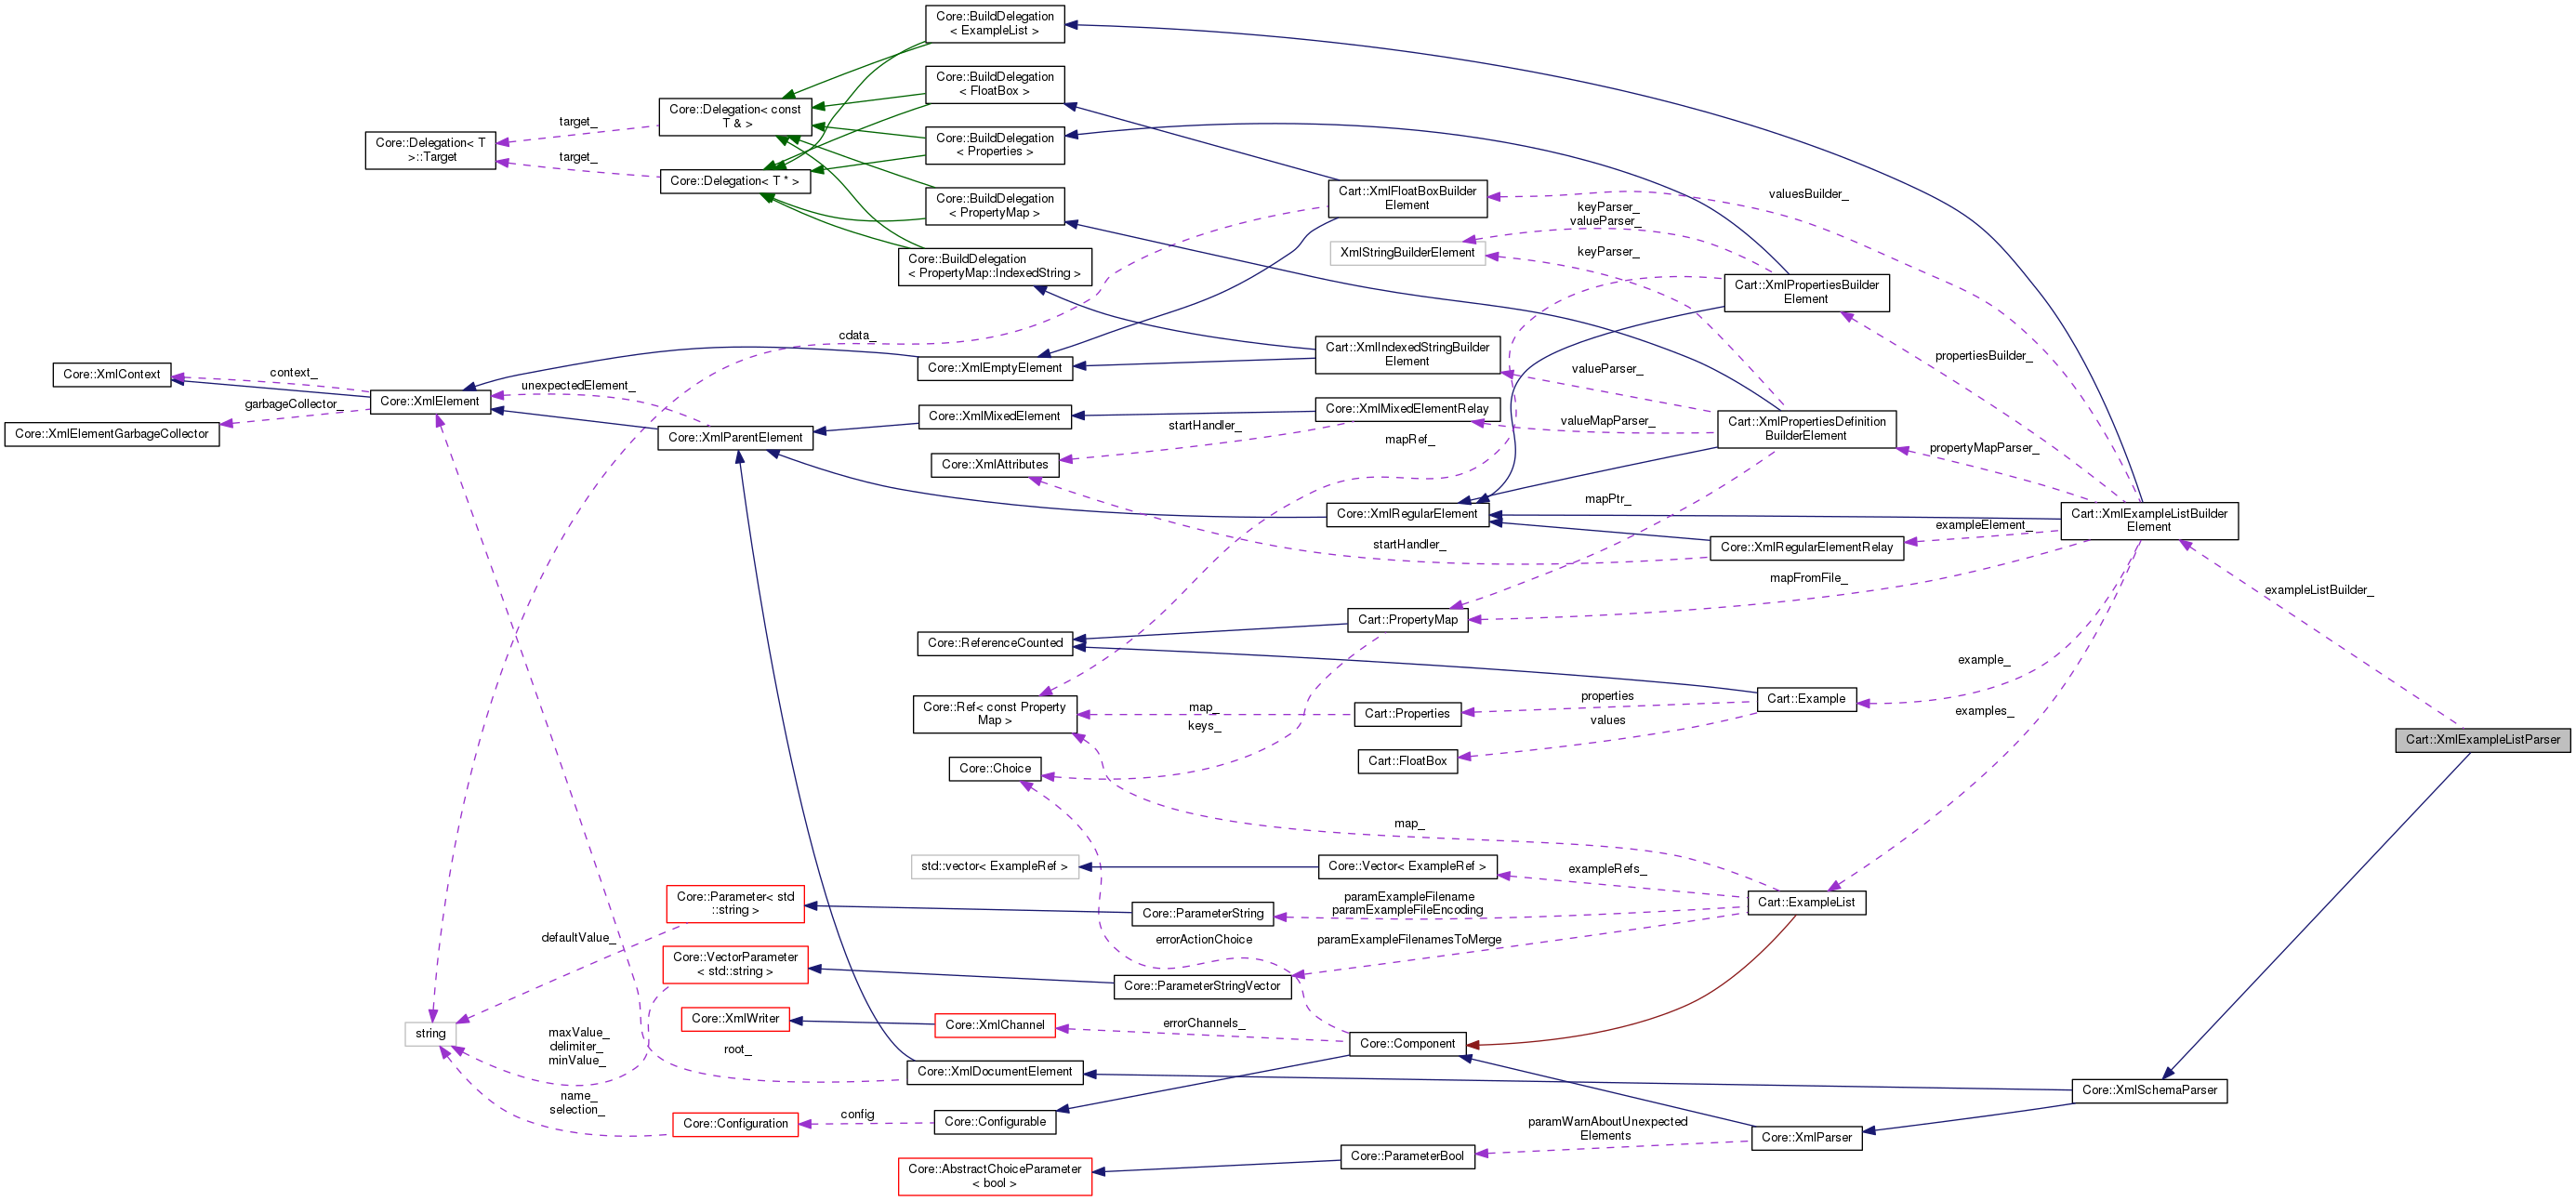 Core::BuildDelegation
< ExampleList >
Core::BuildDelegation
< FloatBox >
Core::Delegation< const
T & >
target_
Core::Delegation< T
>::Target
Core::BuildDelegation
< Properties >
target_
Core::Delegation< T * >
Core::BuildDelegation
< PropertyMap >
Cart::XmlFloatBoxBuilder
Element
valuesBuilder_
keyParser_
valueParser_
XmlStringBuilderElement
keyParser_
Core::BuildDelegation
< PropertyMap::IndexedString >
Cart::XmlPropertiesBuilder
Element
cdata_
Cart::XmlIndexedStringBuilder
Element
propertiesBuilder_
Core::XmlContext
context_
Core::XmlEmptyElement
valueParser_
unexpectedElement_
Core::XmlElement
garbageCollector_
Core::XmlMixedElement
Core::XmlMixedElementRelay
Cart::XmlPropertiesDefinition
BuilderElement
Core::XmlElementGarbageCollector
Core::XmlParentElement
startHandler_
mapRef_
valueMapParser_
propertyMapParser_
Core::XmlAttributes
mapPtr_
Core::XmlRegularElement
Cart::XmlExampleListBuilder
Element
exampleElement_
startHandler_
Core::XmlRegularElementRelay
mapFromFile_
exampleListBuilder_
Cart::PropertyMap
Core::ReferenceCounted
example_
Core::Ref< const Property
Map >
map_
keys_
Cart::Properties
properties
values
Cart::Example
examples_
Cart::XmlExampleListParser
Core::Choice
Cart::FloatBox
map_
std::vector< ExampleRef >
Core::Vector< ExampleRef >
exampleRefs_
Core::Parameter< std
::string >
Core::ParameterString
paramExampleFilename
paramExampleFileEncoding
Cart::ExampleList
defaultValue_
errorActionChoice
paramExampleFilenamesToMerge
Core::VectorParameter
< std::string >
Core::ParameterStringVector
string
maxValue_
delimiter_
minValue_
Core::XmlWriter
Core::XmlChannel
errorChannels_
Core::Component
root_
Core::XmlDocumentElement
Core::XmlSchemaParser
name_
selection_
Core::Configuration
config
Core::Configurable
paramWarnAboutUnexpected
Elements
Core::XmlParser
Core::ParameterBool
Core::AbstractChoiceParameter
< bool >